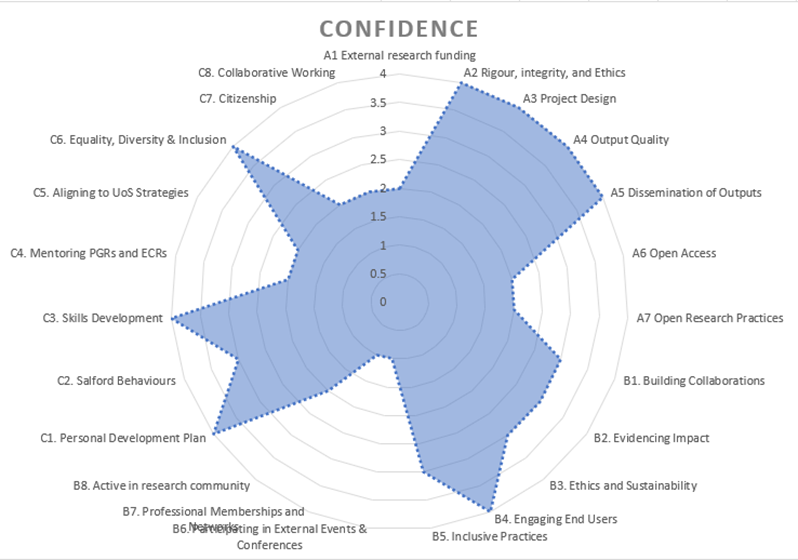 CONFIDENCE
A1 External research funding
C8. Collaborative Working
4
A2 Rigour, integrity, and Ethics
C7. Citizenship
3.5
A3 Project Design
C6. Equality, Diversity & Inclusion
3
A4 Output Quality
2.5
C5. Aligning to UoS Strategies
2
A5 Dissemination of Outputs
1.5
C4. Mentoring PGRs and ECRs
1
A6 Open Access
0.5
0
C3. Skills Development
A7 Open Research Practices
C2. Salford Behaviours
B1. Building Collaborations
C1. Personal Development Plan
B2. Evidencing Impact
B8. Active in research community
B3. Ethics and Sustainability
B7. Professional Memberships and
Networks
B4. Engaging End Users
B6. Participating in External Events &
Conferences
B5. Inclusive Practices